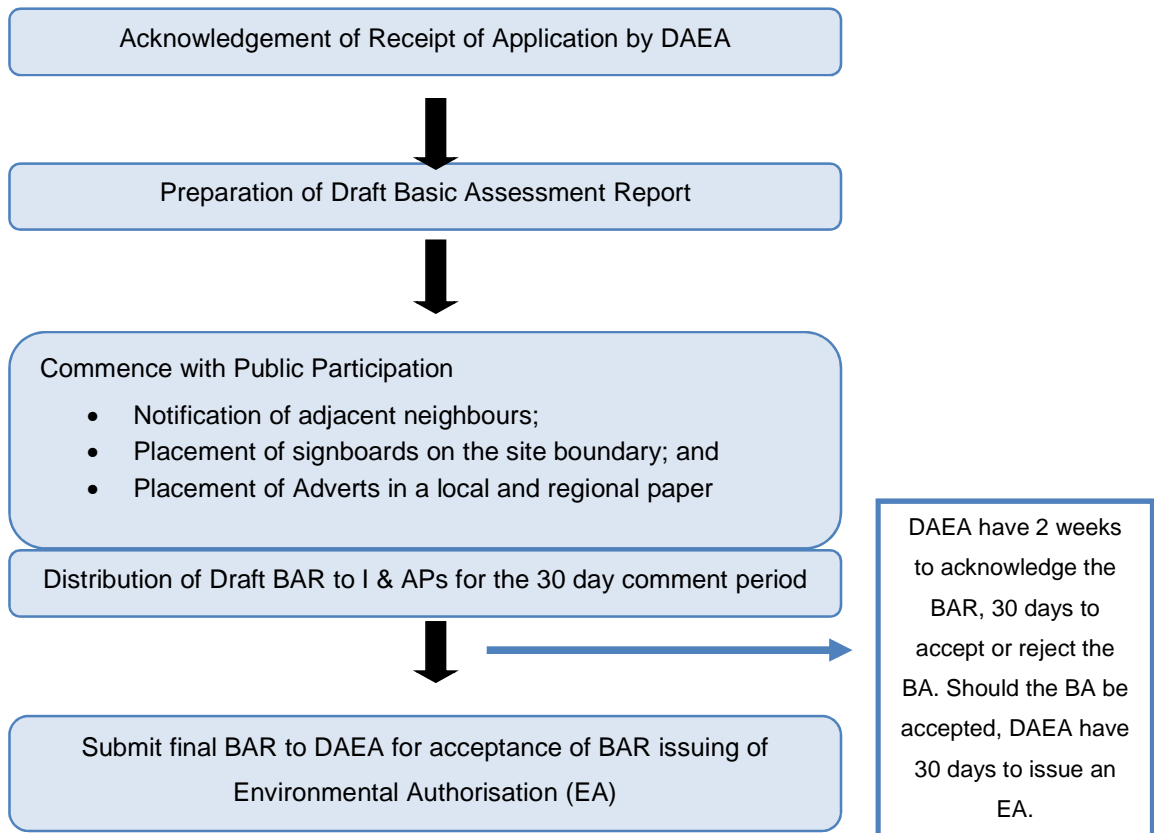 Acknowledgement of Receipt of Application by DAEA
Preparation of Draft Basic Assessment Report
Commence with Public Participation
• Notification of adjacent neighbours;
• Placement of signboards on the site boundary; and
• Placement of Adverts in a local and regional paper
Distribution of Draft BAR to I & APs for the 30 day comment period
DAEA have 2 weeks
to acknowledge the
BAR, 30 days to
accept or reject the
BA. Should the BA be
accepted, DAEA have
30 days to issue an
EA.
Submit final BAR to DAEA for acceptance of BAR issuing of
Environmental Authorisation (EA)